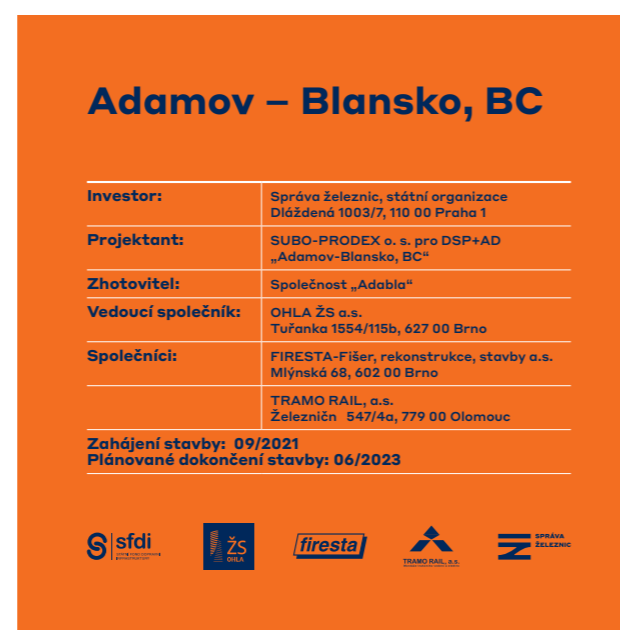 Adamov – Blansko, BC
Investor: Správa železnic, státní organizace
Dlážděná 1003/7, 110 00 Praha 1
Projektant: SUBO-PRODEX o. s. pro DSP+AD
„Adamov-Blansko, BC“
Zhotovitel: Společnost „Adabla“
Vedoucí společník: OHLA ŽS a.s.
Tuřanka 1554/115b, 627 00 Brno
Společníci: FIRESTA-Fišer, rekonstrukce, stavby a.s.
Mlýnská 68, 602 00 Brno
TRAMO RAIL, a.s.
Železničn 547/4a, 779 00 Olomouc
Zahájení stavby: 09/2021
Plánované dokončení stavby: 06/2023
sfdi
ŽS
OHLA
firesta
TRAMO RAIL, a.s.
SPRÁVA
ŽELEZNIC